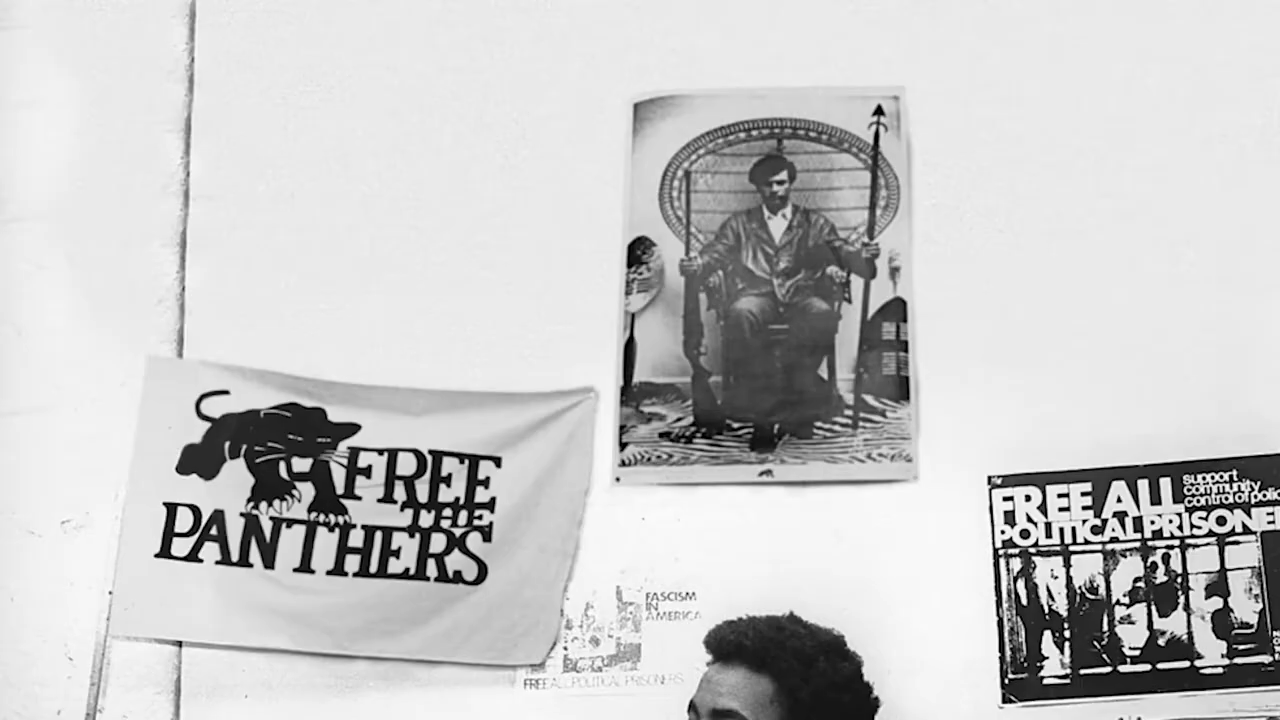 FREE
THE
PANTHERS
FASCISM
IN
AMERICA
FREE ALL POLITICAL PRISONERS
FREE ALL
support
community
control of polic
POLITICAL PRISONE